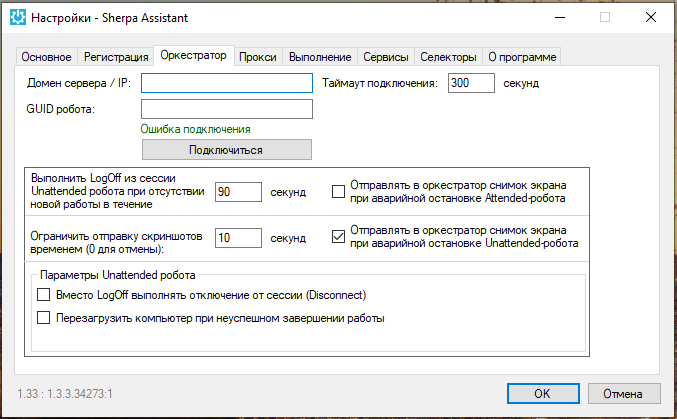 Настройки - Sherpa Assistant
Основное Регистрация Оркестратор Прокси Выполнение Сервисы Селекторы О программе
Домен сервера / IP: Таймаут подключения: 300 секунд
GUID робота:
Ошибка подключения
Подключиться
Выполнить LogOff из сессии
Unattended робота при отсутствии
новой работы в течение
90 секунд
Отправлять в оркестратор снимок экрана
при аварийной остановке Attended-робота
Ограничить отправку скриншотов
временем (0 для отмены):
10 секунд
Отправлять в оркестратор снимок экрана
при аварийной остановке Unattended-робота
Параметры Unattended робота
Вместо LogOff выполнять отключение от сессии (Disconnect)
Перезагрузить компьютер при неуспешном завершении работы
1.33 : 1.3.3.34273:1
OK Отмена